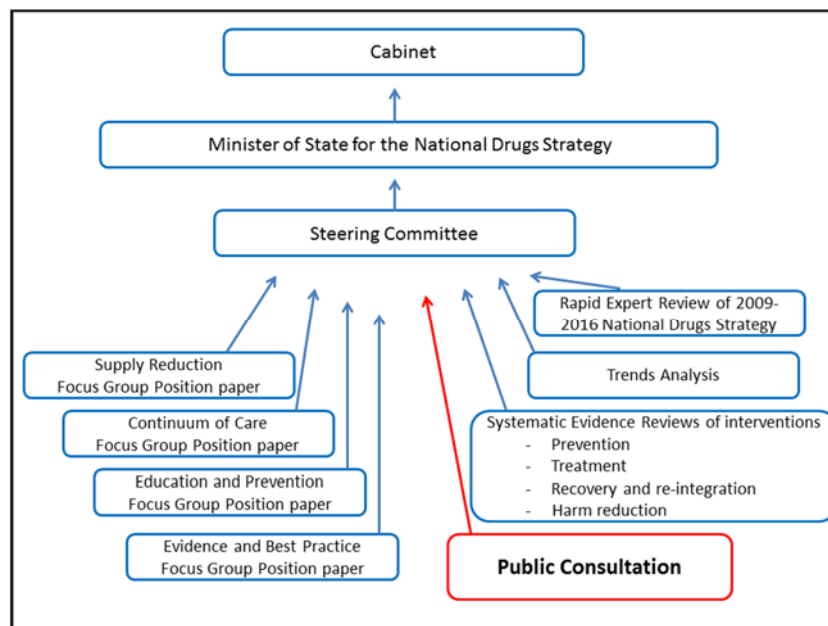 Cabinet
Minister of State for the National Drugs Strategy
Steering Committee
Rapid Expert Review of 2009-
2016 National Drugs Strategy
Supply Reduction
Focus Group Position paper
Trends Analysis
Continuum of Care
Focus Group Position paper
Systematic Evidence Reviews of interventions
- Prevention
- Treatment
- Recovery and re-integration
- Harm reduction
Education and Prevention
Focus Group Position paper
Evidence and Best Practice
Focus Group Position paper
Public Consultation